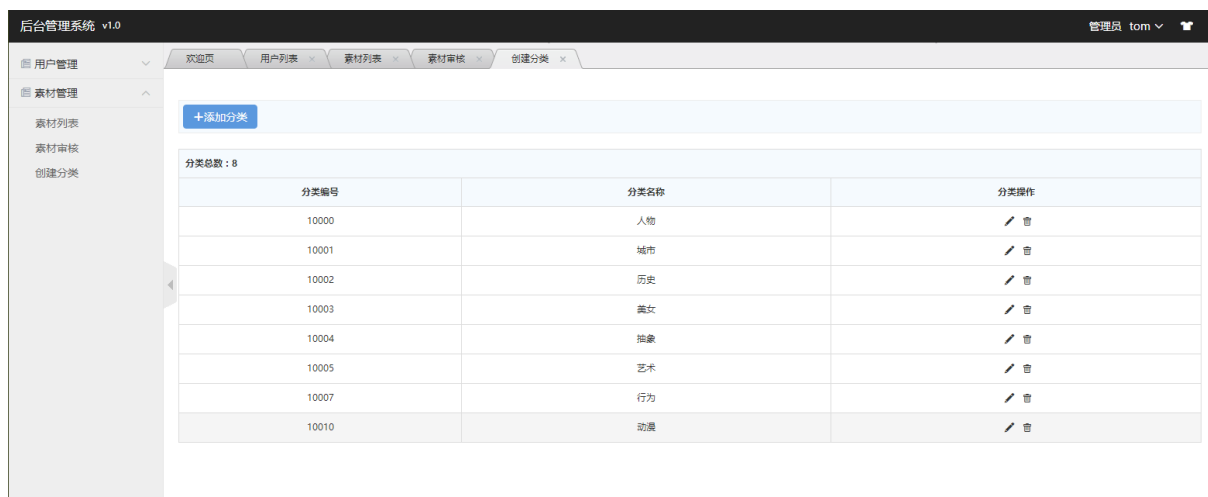 后台管理系统 v1.0 管理员 tom
用户管理 欢迎页 用户列表 × 素材列表 × 素材审核 × 创建分类 ×
素材管理
素材列表
素材审核
创建分类
+添加分类
分类总数：8
分类编号 分类名称 分类操作
10000 人物
10001 城市
10002 历史
10003 美女
10004 抽象
10005 艺术
10007 行为
10010 动漫